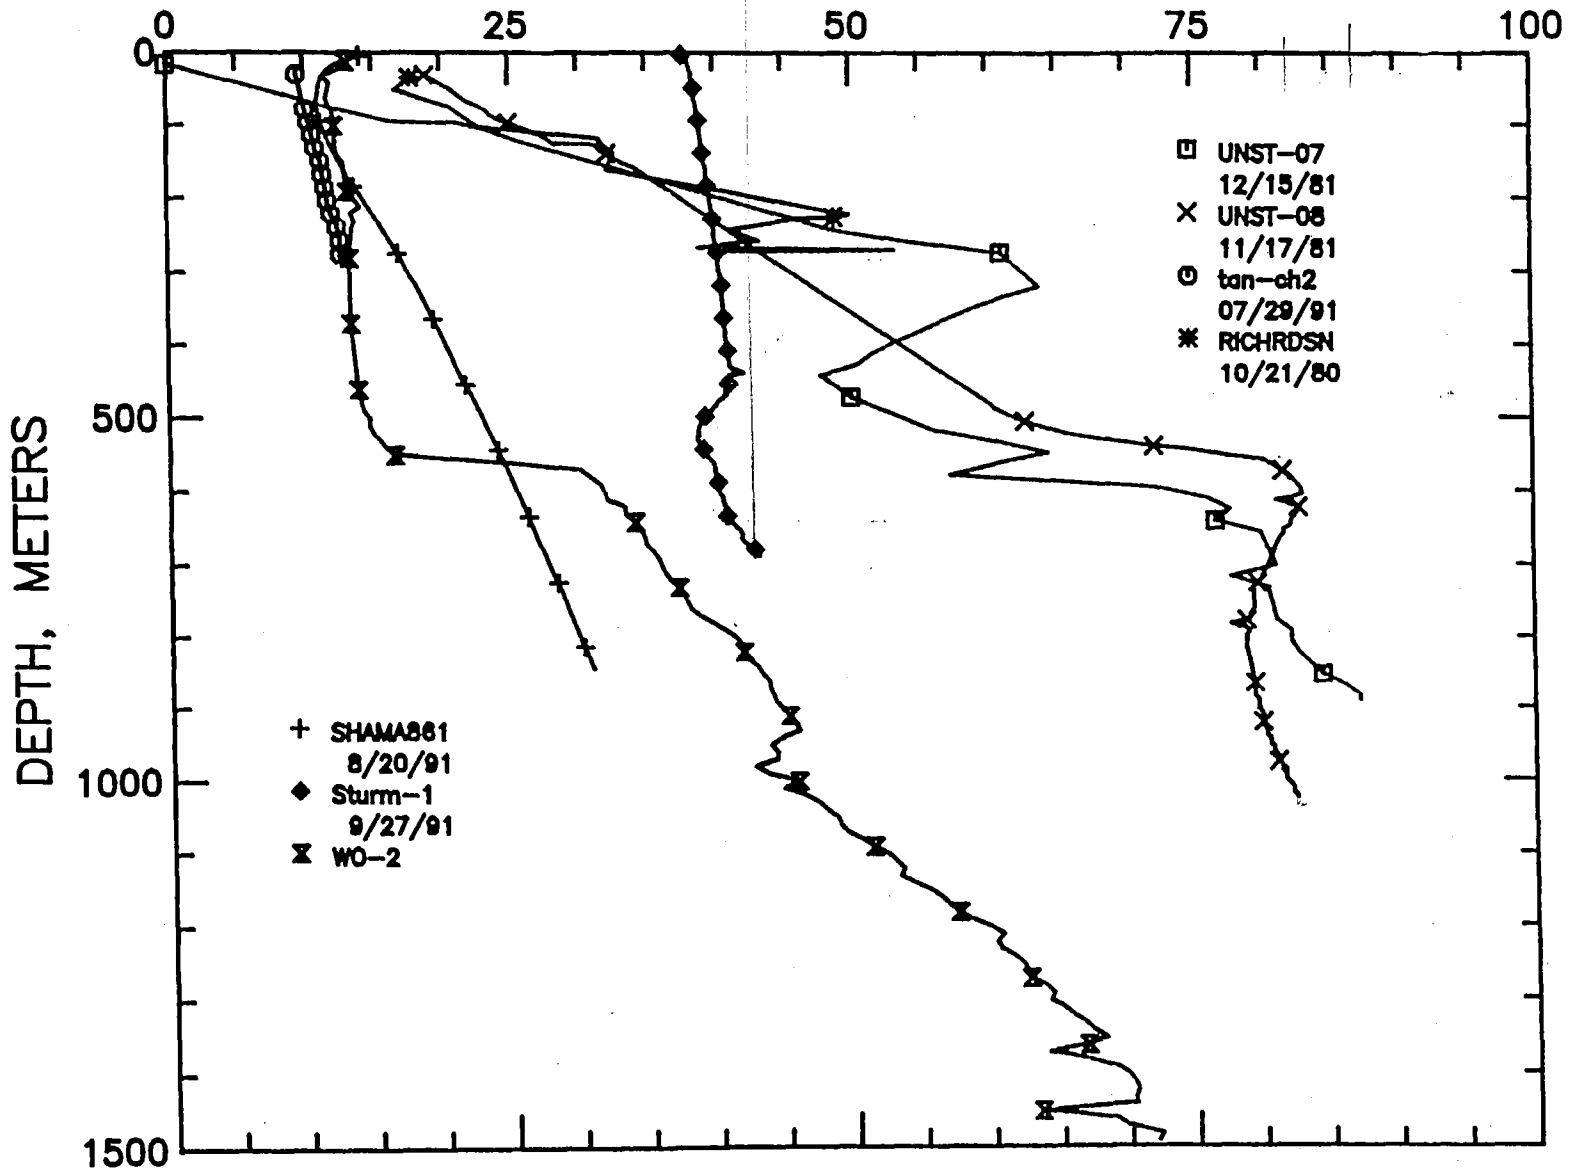 0 25 50 75 100
0
UNST-07
12/15/81
UNST-08
11/17/81
tan-ch2
07/29/91
RICHRDSN
10/21/80
500
DEPTH, METERS
SHAMA861
8/20/91
1000
Sturm-1
9/27/91
WO-2
1500